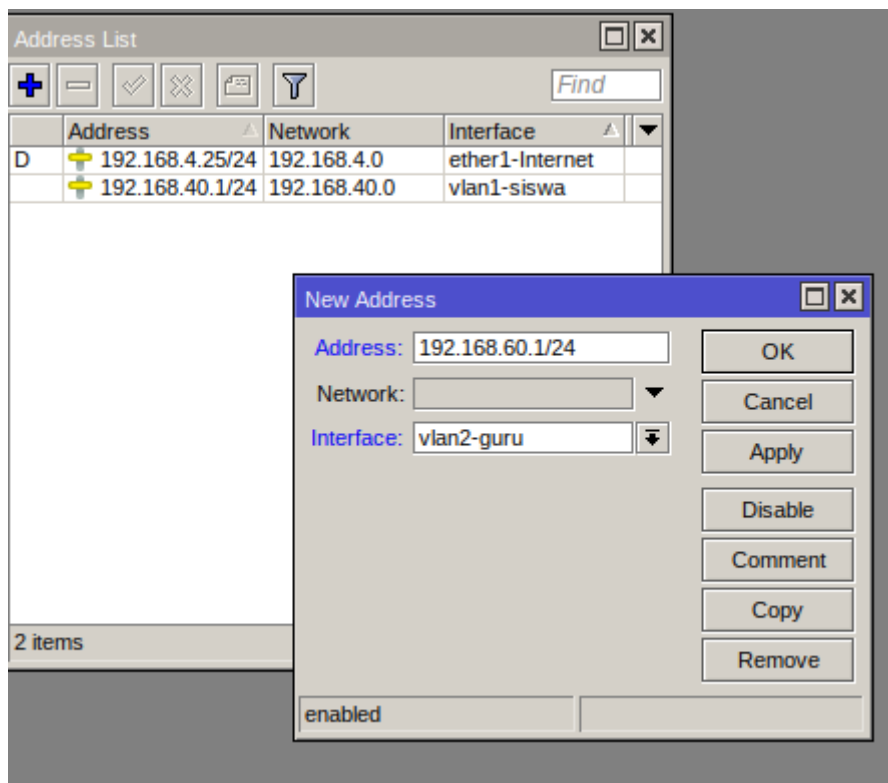 Address List
Find
Address Network Interface
D 192.168.4.25/24 192.168.4.0 ether1-Internet
192.168.40.1/24 192.168.40.0 vlan1-siswa
2 items
New Address
Address: 192.168.60.1/24
Network:
Interface: vlan2-guru
OK
Cancel
Apply
Disable
Comment
Copy
Remove
enabled